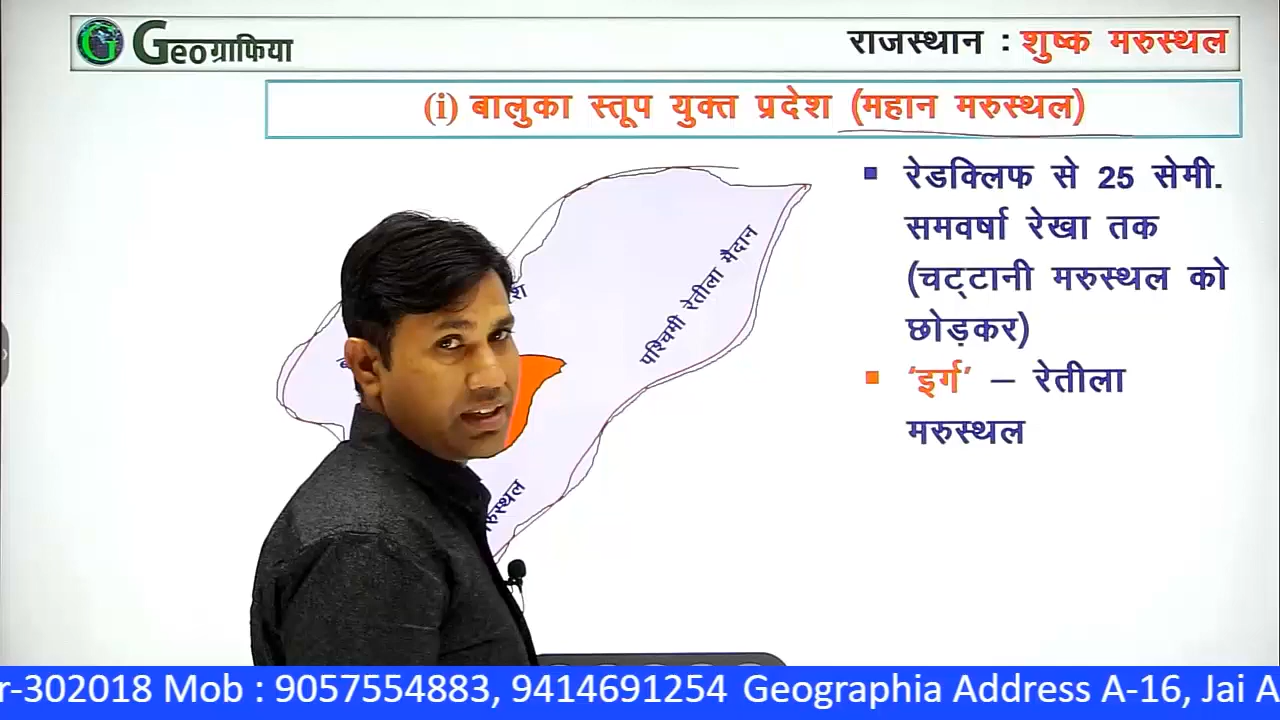 Geoग्राफिया
राजस्थान : शुष्क मरुस्थल
(i) बालुका स्तूप युक्त प्रदेश (महान मरुस्थल)
रेडक्लिफ से 25 सेमी.
समवर्षा रेखा तक
(चट्टानी मरुस्थल को
छोड़कर)
'इर्ग' – रेतीला
मरुस्थल
पश्चिमी रेतीला मैदान
r-302018 Mob : 9057554883, 9414691254 Geographia Address A-16, Jai A